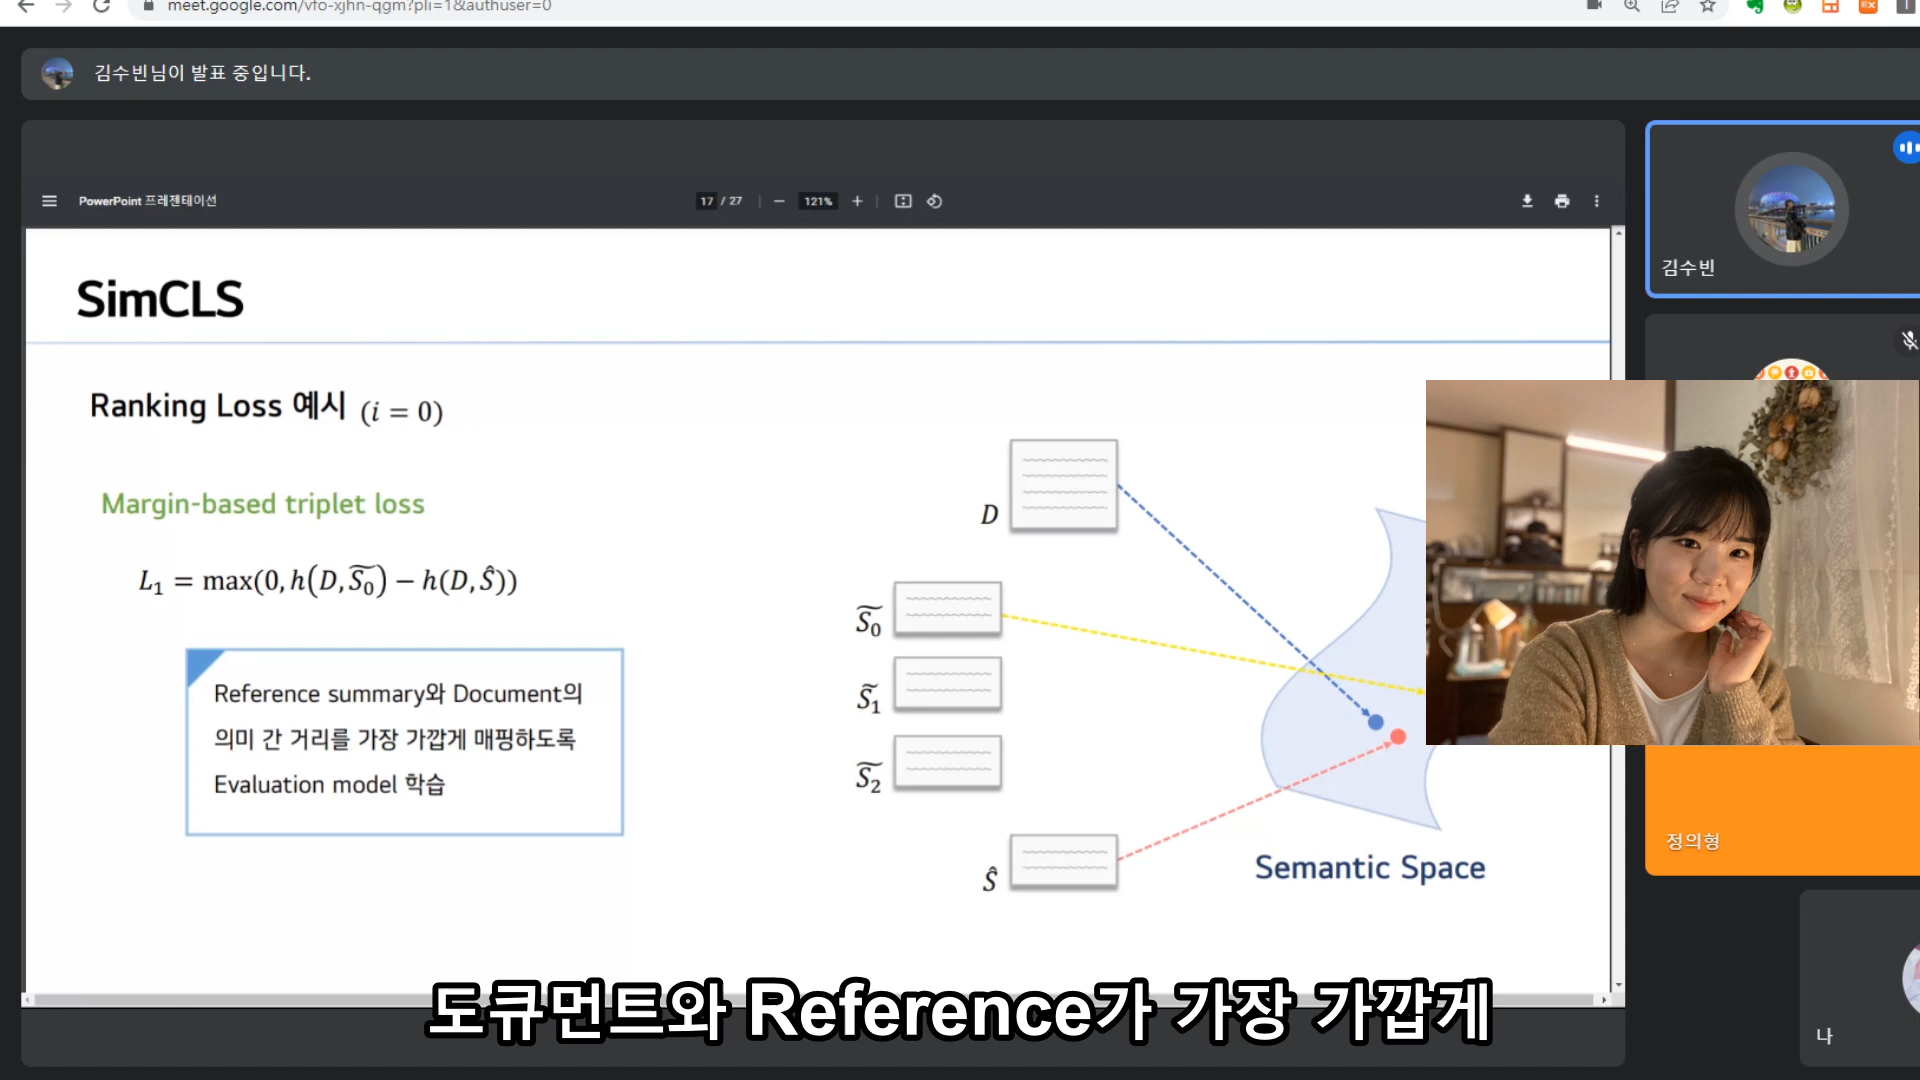 meet.google.com/vfo-xjhn-qgm?pli=1&authuser=0
김수빈님이 발표 중입니다.
PowerPoint 프레젠테이션
17 / 27
121%
SimCLS
Ranking Loss 예시 (i = 0)
Margin-based triplet loss
L₁ = max(0, h(D, S̃₀) − h(D, Ŝ))
Reference summary와 Document의
의미 간 거리를 가장 가깝게 매핑하도록
Evaluation model 학습
D
S̃₀
S̃₁
S̃₂
Ŝ
Semantic Space
김수빈
정의형
나
도큐먼트와 Reference가 가장 가깝게